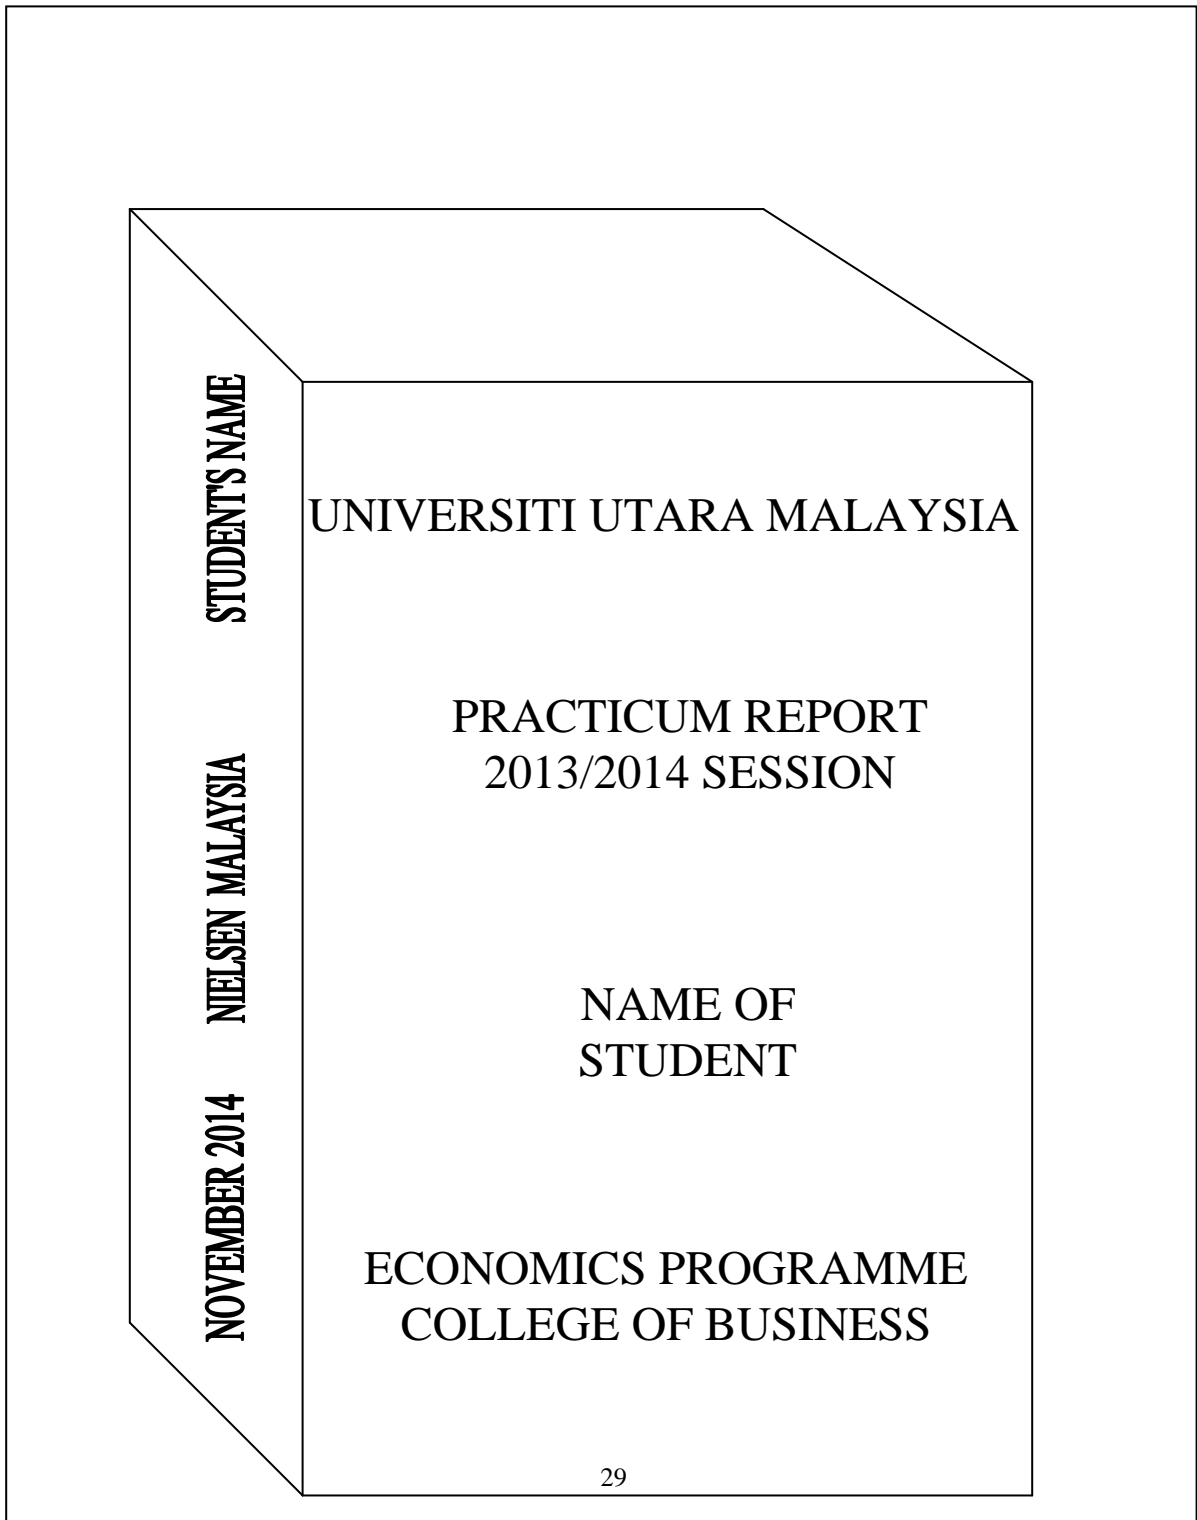 STUDENT'S NAME
NIELSEN MALAYSIA
NOVEMBER 2014
UNIVERSITI UTARA MALAYSIA
PRACTICUM REPORT
2013/2014 SESSION
NAME OF
STUDENT
ECONOMICS PROGRAMME
COLLEGE OF BUSINESS
29